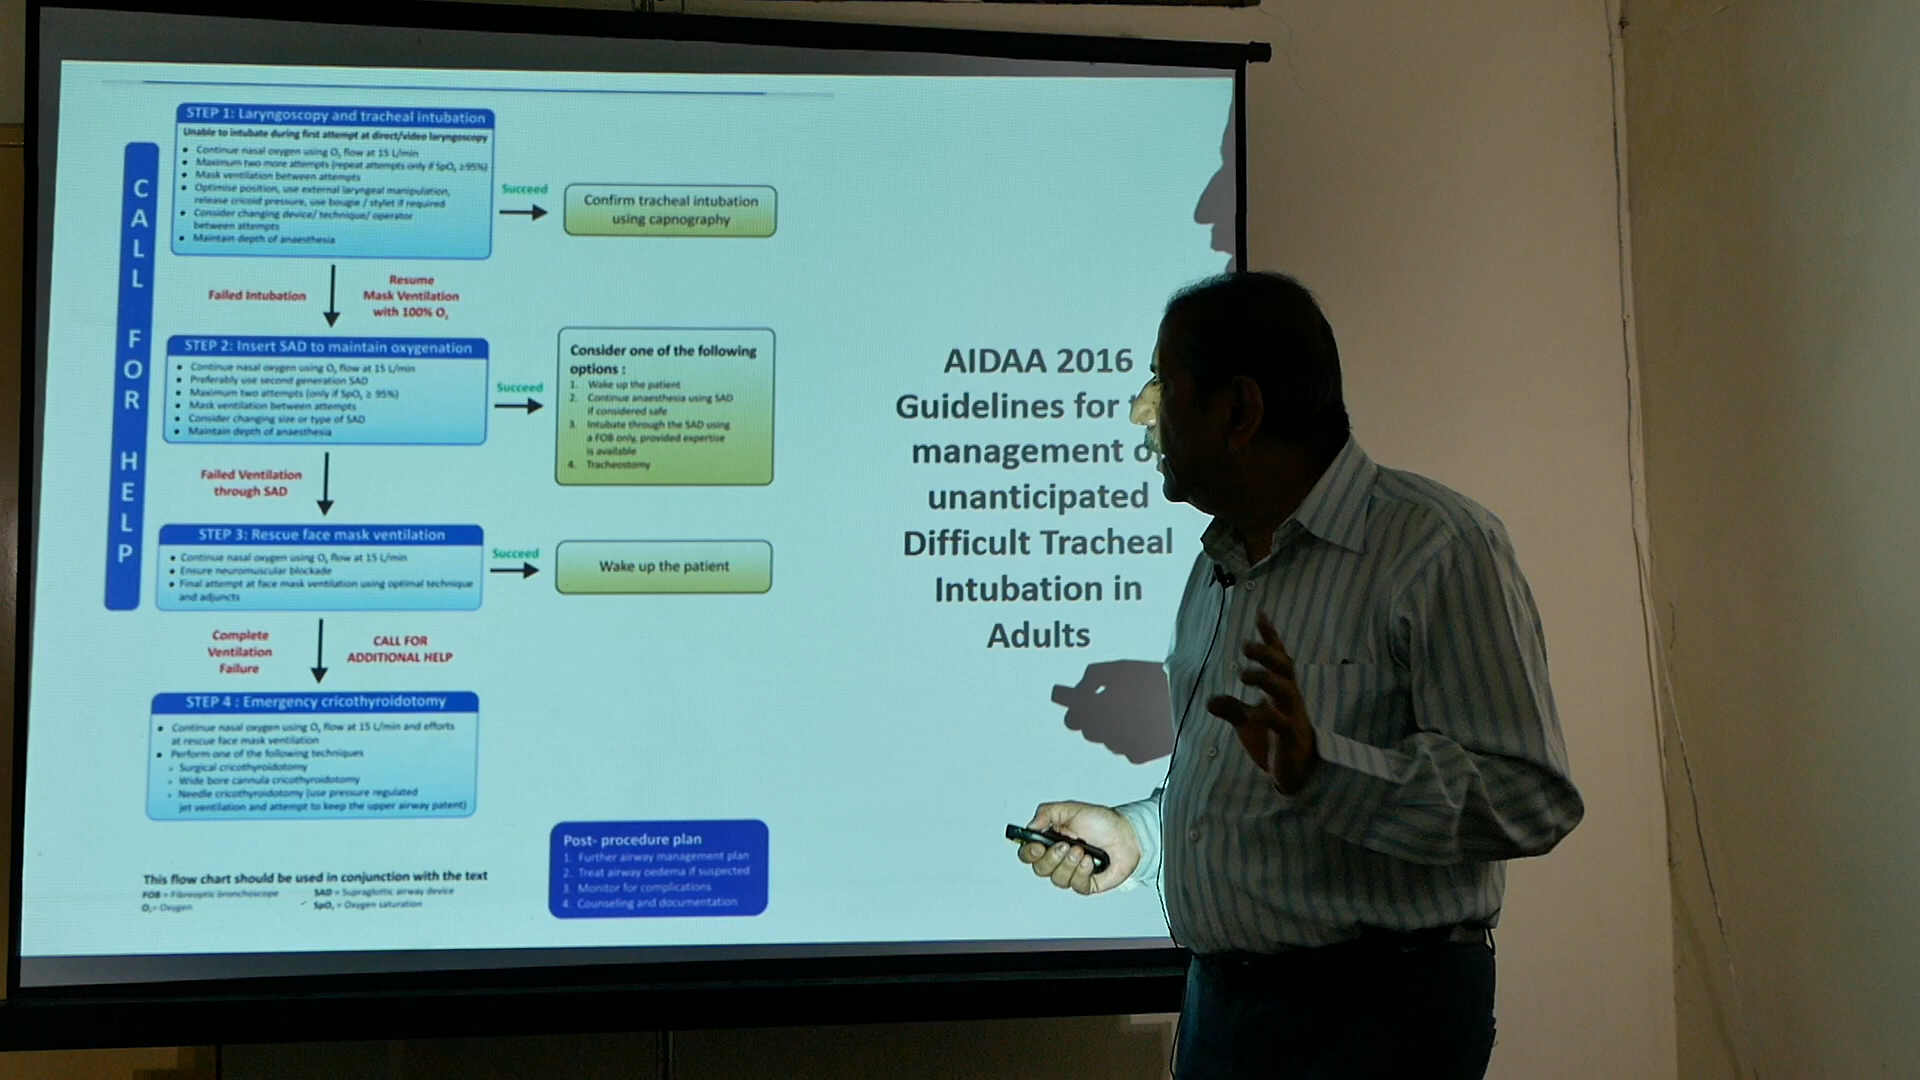 STEP 1: Laryngoscopy and tracheal intubation
Unable to intubate during first attempt at direct/video laryngoscopy
• Continue nasal oxygen using O₂ flow at 15 L/min
• Maximum two more attempts (repeat attempts only if SpO₂ ≥95%)
• Mask ventilation between attempts
• Optimise position, use external laryngeal manipulation,
release cricoid pressure, use bougie / stylet if required
• Consider changing device/ technique/ operator
between attempts
• Maintain depth of anaesthesia
Succeed
Confirm tracheal intubation
using capnography
CALL FOR HELP
Failed Intubation
Resume
Mask Ventilation
with 100% O₂
STEP 2: Insert SAD to maintain oxygenation
• Continue nasal oxygen using O₂ flow at 15 L/min
• Preferably use second generation SAD
• Maximum two attempts (only if SpO₂ ≥ 95%)
• Mask ventilation between attempts
• Consider changing size or type of SAD
• Maintain depth of anaesthesia
Succeed
Consider one of the following
options :
1. Wake up the patient
2. Continue anaesthesia using SAD
if considered safe
3. Intubate through the SAD using
a FOB only, provided expertise
is available
4. Tracheostomy
Failed Ventilation
through SAD
STEP 3: Rescue face mask ventilation
• Continue nasal oxygen using O₂ flow at 15 L/min
• Ensure neuromuscular blockade
• Final attempt at face mask ventilation using optimal technique
and adjuncts
Succeed
Wake up the patient
Complete
Ventilation
Failure
CALL FOR
ADDITIONAL HELP
STEP 4 : Emergency cricothyroidotomy
• Continue nasal oxygen using O₂ flow at 15 L/min and efforts
at rescue face mask ventilation
• Perform one of the following techniques
› Surgical cricothyroidotomy
› Wide bore cannula cricothyroidotomy
› Needle cricothyroidotomy (use pressure regulated
jet ventilation and attempt to keep the upper airway patent)
Post- procedure plan
1. Further airway management plan
2. Treat airway oedema if suspected
3. Monitor for complications
4. Counseling and documentation
This flow chart should be used in conjunction with the text
FOB = Fibreoptic bronchoscope
SAD = Supraglottic airway device
O₂= Oxygen
SpO₂ = Oxygen saturation
AIDAA 2016
Guidelines for
management
unanticipated
Difficult Tracheal
Intubation in
Adults